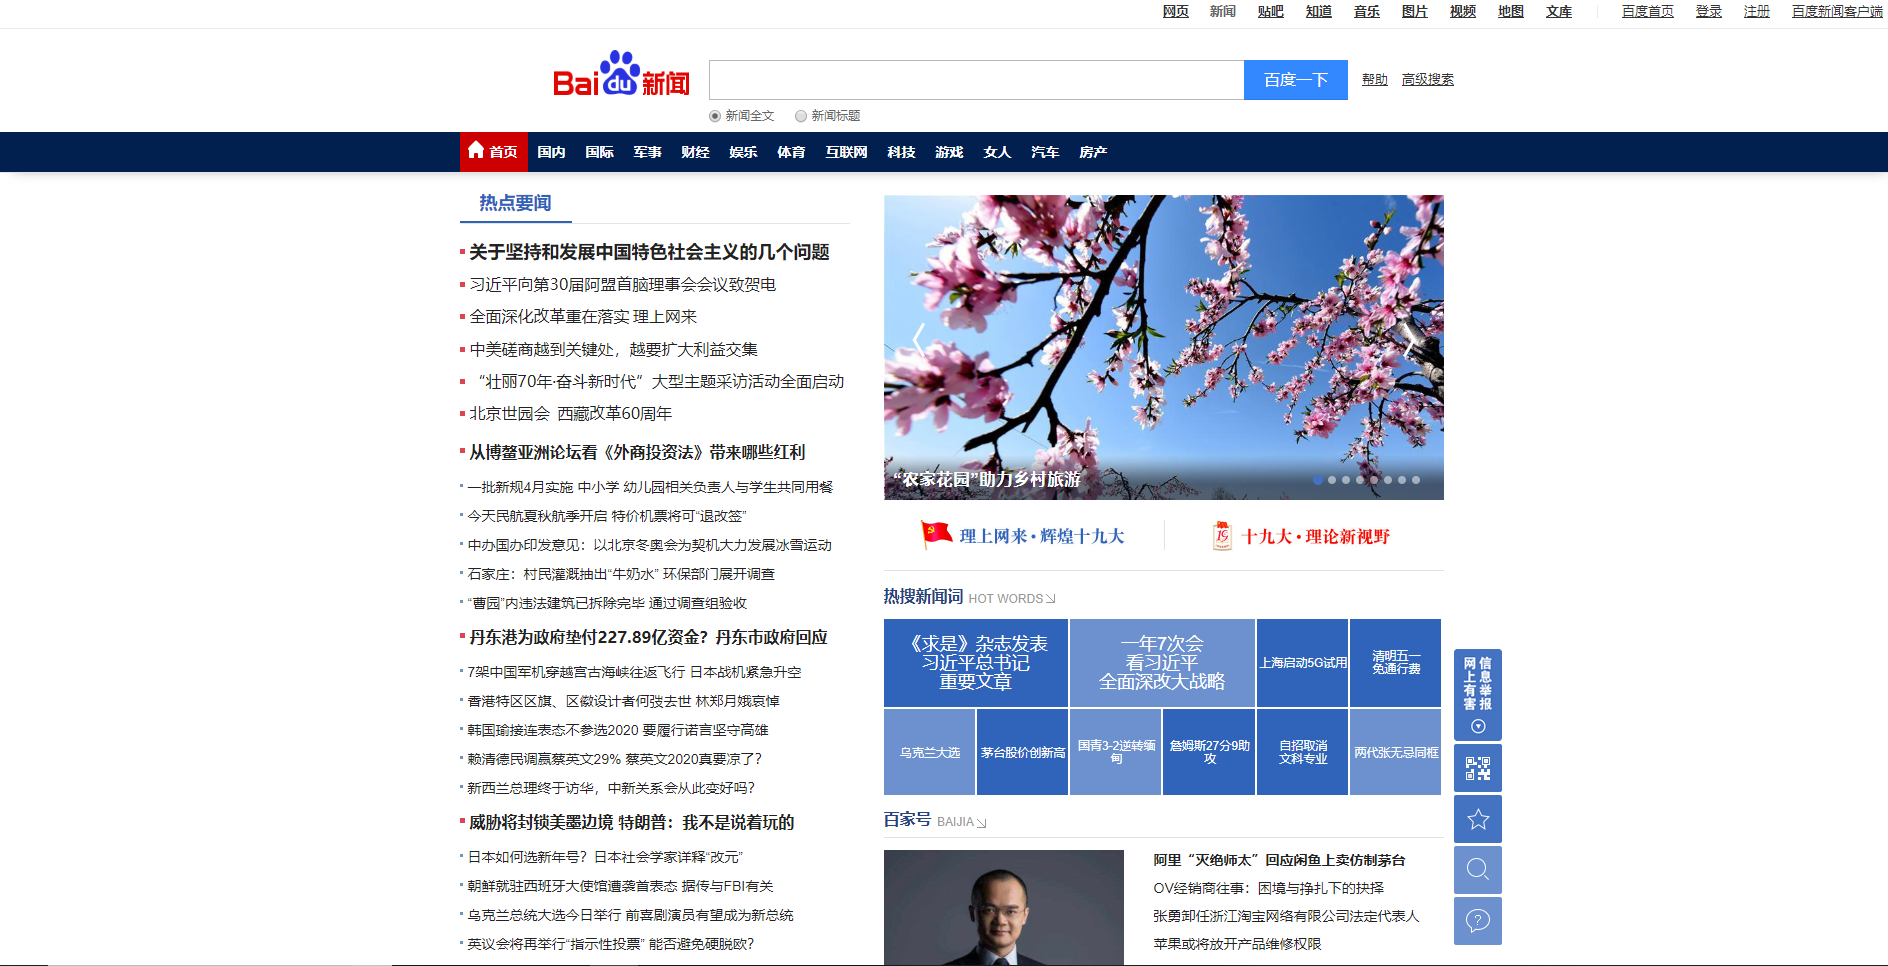 网页 新闻 贴吧 知道 音乐 图片 视频 地图 文库 百度首页 登录 注册 百度新闻客户端
Baidu新闻 百度一下 帮助 高级搜索
新闻全文 新闻标题
首页 国内 国际 军事 财经 娱乐 体育 互联网 科技 游戏 女人 汽车 房产
热点要闻
关于坚持和发展中国特色社会主义的几个问题
习近平向第30届阿盟首脑理事会会议致贺电
全面深化改革重在落实 理上网来
中美磋商越到关键处，越要扩大利益交集
“壮丽70年·奋斗新时代”大型主题采访活动全面启动
北京世园会 西藏改革60周年
从博鳌亚洲论坛看《外商投资法》带来哪些红利
一批新规4月实施 中小学 幼儿园相关负责人与学生共同用餐
今天民航夏秋航季开启 特价机票将可“退改签”
中办国办印发意见：以北京冬奥会为契机大力发展冰雪运动
石家庄：村民灌溉抽出“牛奶水” 环保部门展开调查
“曹园”内违法建筑已拆除完毕 通过调查组验收
丹东港为政府垫付227.89亿资金？丹东市政府回应
7架中国军机穿越宫古海峡往返飞行 日本战机紧急升空
香港特区区旗、区徽设计者何弢去世 林郑月娥哀悼
韩国瑜接连表态不参选2020 要履行诺言坚守高雄
赖清德民调赢蔡英文29% 蔡英文2020真要凉了？
新西兰总理终于访华，中新关系会从此变好吗？
威胁将封锁美墨边境 特朗普：我不是说着玩的
日本如何选新年号？日本社会学家详释“改元”
朝鲜就驻西班牙大使馆遭袭首表态 据传与FBI有关
乌克兰总统大选今日举行 前喜剧演员有望成为新总统
英议会将再举行“指示性投票” 能否避免硬脱欧？
“农家花园”助力乡村旅游
理上网来·辉煌十九大 19 十九大·理论新视野
热搜新闻词 HOT WORDS
《求是》杂志发表
习近平总书记
重要文章
一年7次会
看习近平
全面深改大战略
上海启动5G试用
清明五一
免通行费
乌克兰大选
茅台股价创新高
国青3-2逆转缅
甸
詹姆斯27分9助
攻
自招取消
文科专业
两代张无忌同框
百家号 BAIJIA
阿里“灭绝师太”回应闲鱼上卖仿制茅台
OV经销商往事：困境与挣扎下的抉择
张勇卸任浙江淘宝网络有限公司法定代表人
苹果或将放开产品维修权限
网上有害
信息举报